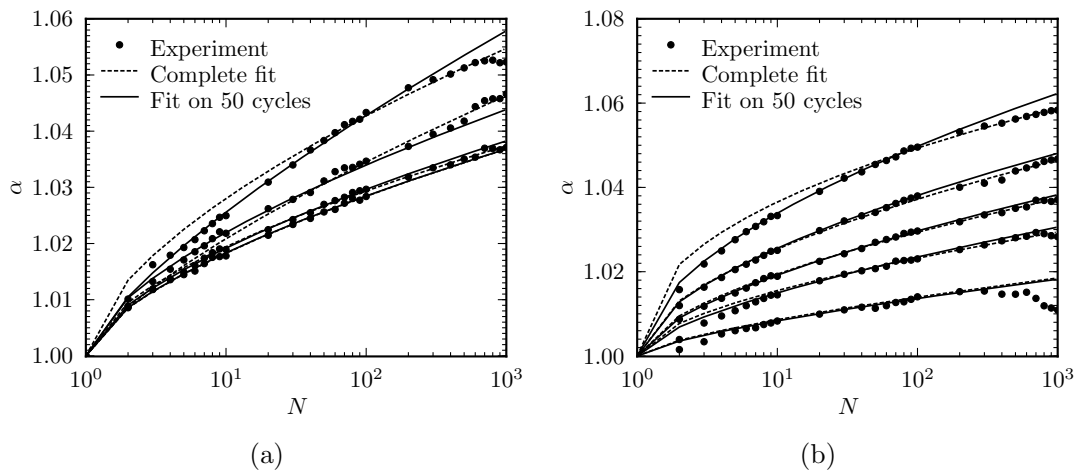 1.06
1.05
1.04
1.03
1.02
1.01
1.00
α
10^0
10^1
10^2
10^3
N
Experiment
Complete fit
Fit on 50 cycles
(a)
1.08
1.06
1.04
1.02
1.00
α
10^0
10^1
10^2
10^3
N
Experiment
Complete fit
Fit on 50 cycles
(b)